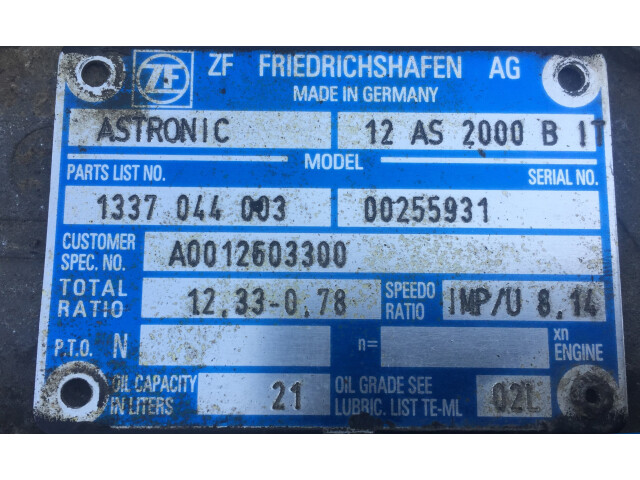 ZF ZF FRIEDRICHSHAFEN AG
MADE IN GERMANY
ASTRONIC 12 AS 2000 B IT
MODEL
PARTS LIST NO. SERIAL NO.
1337 044 003 00255931
CUSTOMER SPEC. NO. A0012603300
TOTAL RATIO 12,33-0,78 SPEEDO RATIO IMP/U 8,14
P.T.O. N n= xn ENGINE
OIL CAPACITY IN LITERS 21 OIL GRADE SEE LUBRIC. LIST TE-ML 02L